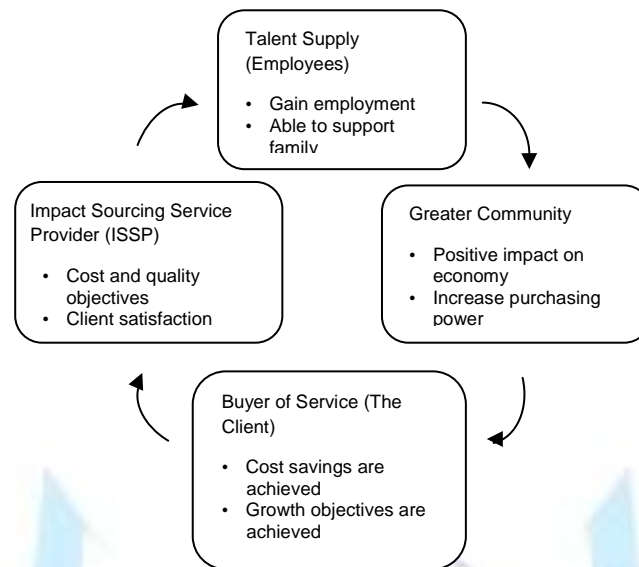 Talent Supply
(Employees)
• Gain employment
• Able to support
family
Impact Sourcing Service
Provider (ISSP)
• Cost and quality
objectives
• Client satisfaction
Greater Community
• Positive impact on
economy
• Increase purchasing
power
Buyer of Service (The
Client)
• Cost savings are
achieved
• Growth objectives are
achieved